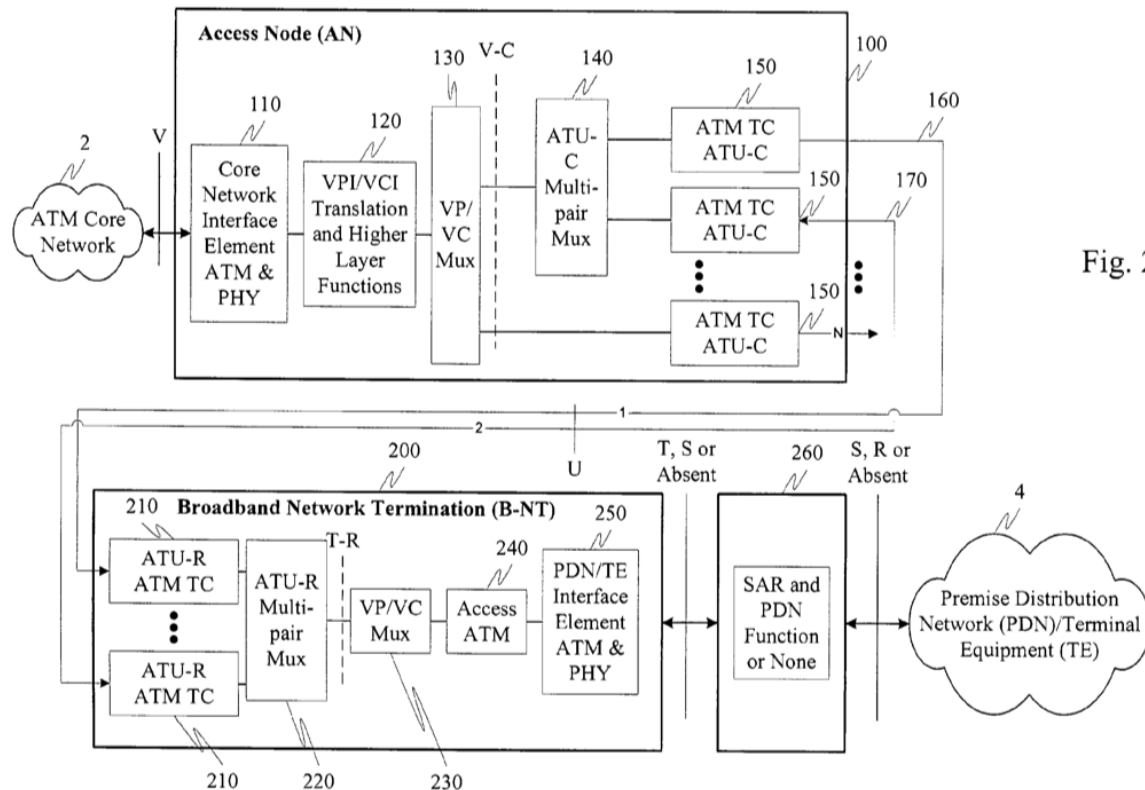 Access Node (AN)
V-C
130
140
150
100
160
110
120
2
V
ATM Core
Network
Core
Network
Interface
Element
ATM &
PHY
VPI/VCI
Translation
and Higher
Layer
Functions
VP/
VC
Mux
ATU-
C
Multi-
pair
Mux
ATM TC
ATU-C
ATM TC
ATU-C
150
170
ATM TC
ATU-C
150
N
1
2
U
200
T, S or
Absent
260
S, R or
Absent
Broadband Network Termination (B-NT)
210
ATU-R
ATM TC
ATU-R
ATM TC
210
T-R
ATU-R
Multi-
pair
Mux
220
VP/VC
Mux
230
240
Access
ATM
250
PDN/TE
Interface
Element
ATM &
PHY
SAR and
PDN
Function
or None
4
Premise Distribution
Network (PDN)/Terminal
Equipment (TE)
Fig.